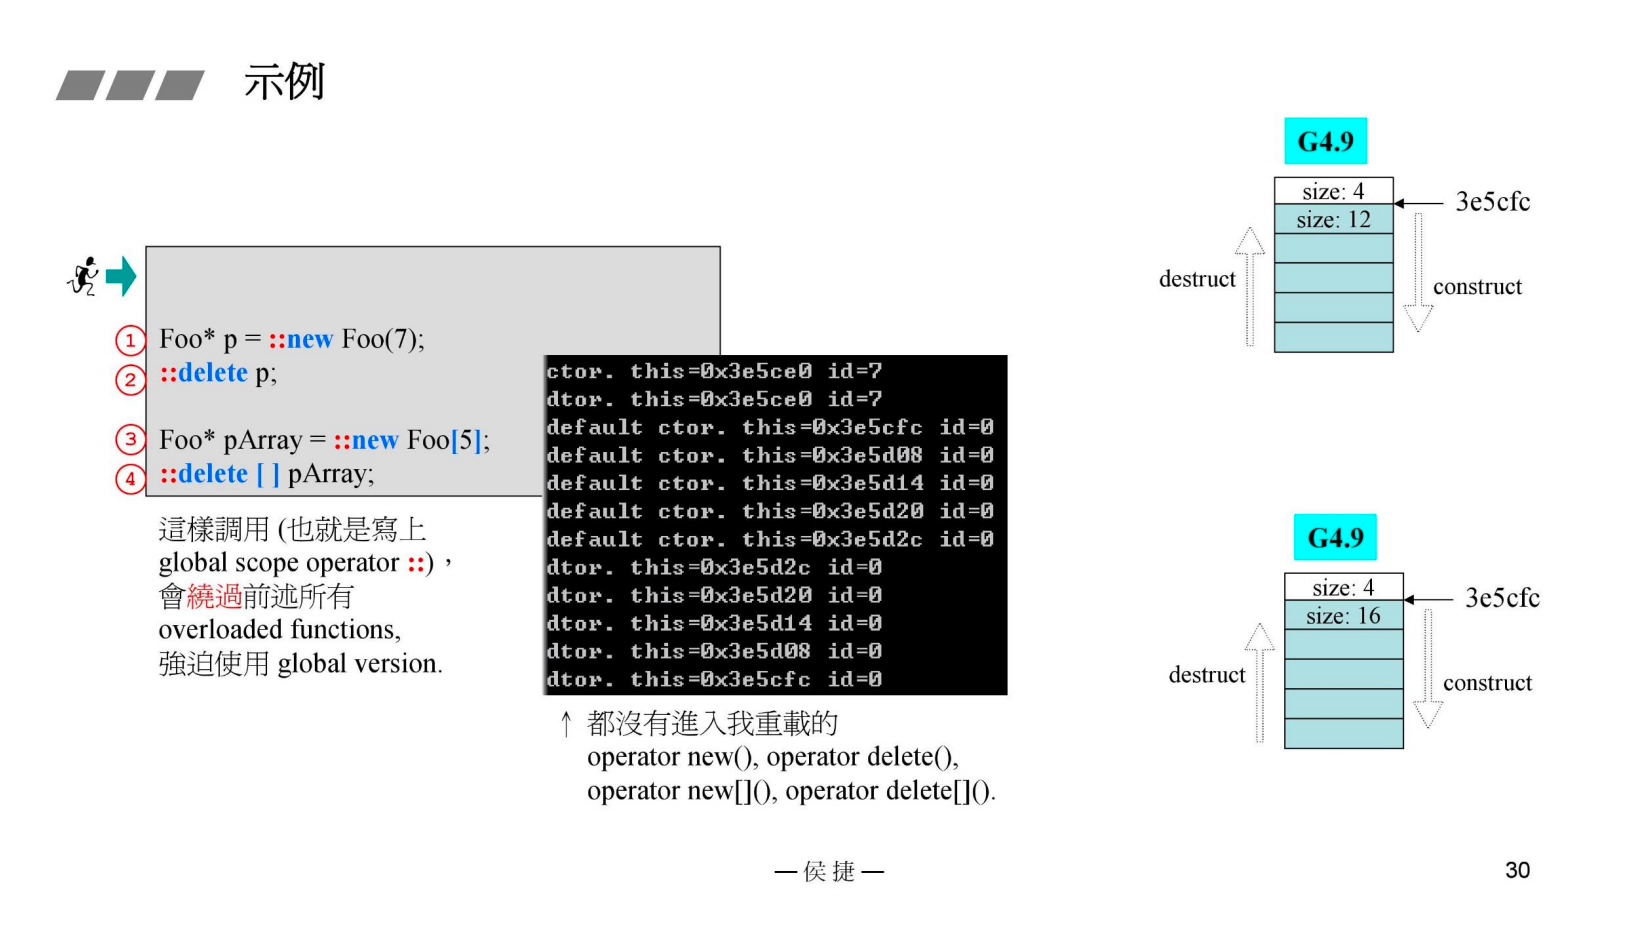 示例
① Foo* p = ::new Foo(7);
② ::delete p;
③ Foo* pArray = ::new Foo[5];
④ ::delete [ ] pArray;
這樣調用 (也就是寫上
global scope operator ::)，
會繞過前述所有
overloaded functions,
強迫使用 global version.
ctor. this=0x3e5ce0 id=7
dtor. this=0x3e5ce0 id=7
default ctor. this=0x3e5cfc id=0
default ctor. this=0x3e5d08 id=0
default ctor. this=0x3e5d14 id=0
default ctor. this=0x3e5d20 id=0
default ctor. this=0x3e5d2c id=0
dtor. this=0x3e5d2c id=0
dtor. this=0x3e5d20 id=0
dtor. this=0x3e5d14 id=0
dtor. this=0x3e5d08 id=0
dtor. this=0x3e5cfc id=0
↑ 都沒有進入我重載的
operator new(), operator delete(),
operator new[](), operator delete[]().
G4.9
size: 4
3e5cfc
size: 12
destruct
construct
G4.9
size: 4
3e5cfc
size: 16
destruct
construct
— 侯捷 —
30